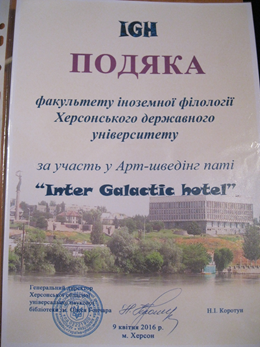 IGH
ПОДЯКА
факультету іноземної філології
Херсонського державного
університету
за участь у Арт-шведінг паті
“Inter Galactic hotel”
Генеральний директор
Херсонської обласної
універсальної наукової
бібліотеки ім. Олеся Гончара
Н.І. Коротун
9 квітня 2016 р.
м. Херсон